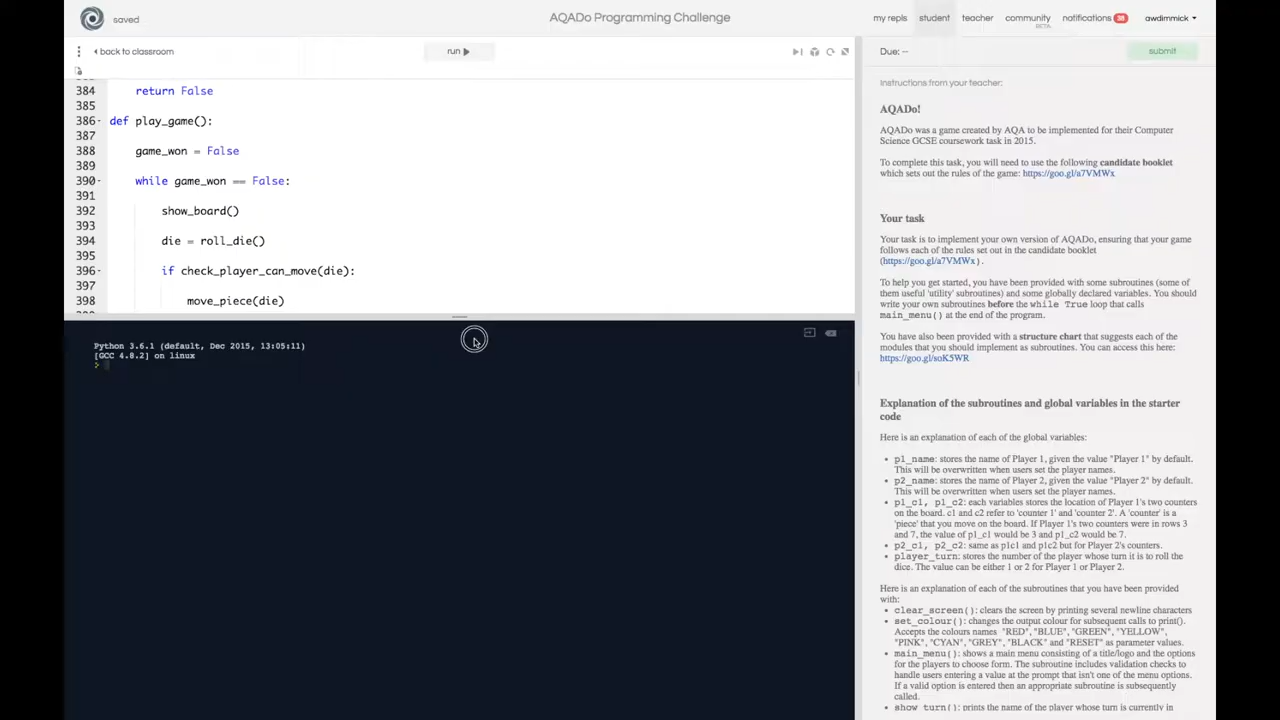 saved
AQADo Programming Challenge
my repls
student
teacher
community
BETA
notifications
awdimmick
back to classroom
run
Due: --
submit
384 return False
385
386 def play_game():
387
388 game_won = False
389
390 while game_won == False:
391
392 show_board()
393
394 die = roll_die()
395
396 if check_player_can_move(die):
397
398 move_piece(die)
Python 3.6.1 (default, Dec 2015, 13:05:11)
[GCC 4.8.2] on linux
>
Instructions from your teacher:
AQADo!
AQADo was a game created by AQA to be implemented for their Computer
Science GCSE coursework task in 2015.
To complete this task, you will need to use the following candidate booklet
which sets out the rules of the game: https://goo.gl/a7VMWx
Your task
Your task is to implement your own version of AQADo, ensuring that your game
follows each of the rules set out in the candidate booklet
(https://goo.gl/a7VMWx).
To help you get started, you have been provided with some subroutines (some of
them useful 'utility' subroutines) and some globally declared variables. You should
write your own subroutines before the while True loop that calls
main_menu() at the end of the program.
You have also been provided with a structure chart that suggests each of the
modules that you should implement as subroutines. You can access this here:
https://goo.gl/soK5WR
Explanation of the subroutines and global variables in the starter
code
Here is an explanation of each of the global variables:
p1_name: stores the name of Player 1, given the value "Player 1" by default.
This will be overwritten when users set the player names.
p2_name: stores the name of Player 2, given the value "Player 2" by default.
This will be overwritten when users set the player names.
p1_c1, p1_c2: each variables stores the location of Player 1's two counters
on the board. c1 and c2 refer to 'counter 1' and 'counter 2'. A 'counter' is a
'piece' that you move on the board. If Player 1's two counters were in rows 3
and 7, the value of p1_c1 would be 3 and p1_c2 would be 7.
p2_c1, p2_c2: same as p1c1 and p1c2 but for Player 2's counters.
player_turn: stores the number of the player whose turn it is to roll the
dice. The value can be either 1 or 2 for Player 1 or Player 2.
Here is an explanation of each of the subroutines that you have been provided
with:
clear_screen(): clears the screen by printing several newline characters
set_colour(): changes the output colour for subsequent calls to print().
Accepts the colours names "RED", "BLUE", "GREEN", "YELLOW",
"PINK", "CYAN", "GREY", "BLACK" and "RESET" as parameter values.
main_menu(): shows a main menu consisting of a title/logo and the options
for the players to choose form. The subroutine includes validation checks to
handle users entering a value at the prompt that isn't one of the menu options.
If a valid option is entered then an appropriate subroutine is subsequently
called.
show_turn(): prints the name of the player whose turn is currently in